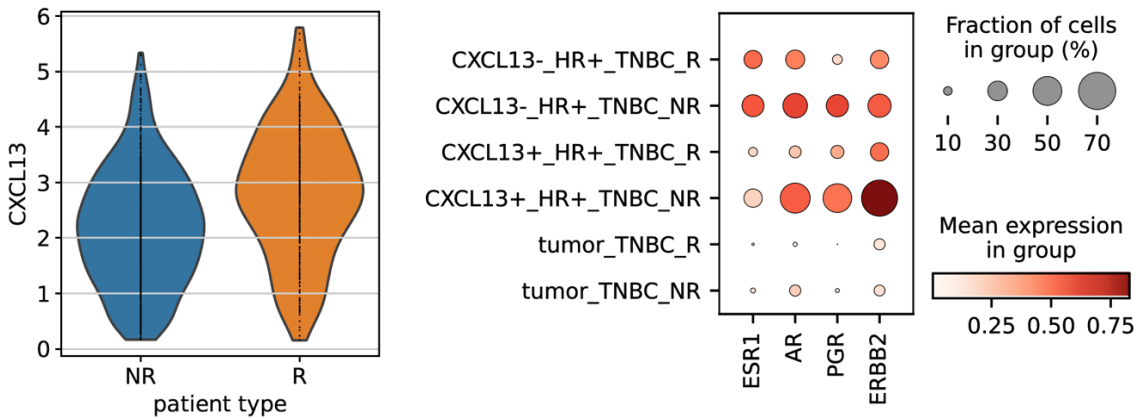 6
5
4
3
2
1
0
CXCL13
NR
R
patient type
CXCL13-_HR+_TNBC_R
CXCL13-_HR+_TNBC_NR
CXCL13+_HR+_TNBC_R
CXCL13+_HR+_TNBC_NR
tumor_TNBC_R
tumor_TNBC_NR
ESR1
AR
PGR
ERBB2
Fraction of cells
in group (%)
10 30 50 70
Mean expression
in group
0.25 0.50 0.75